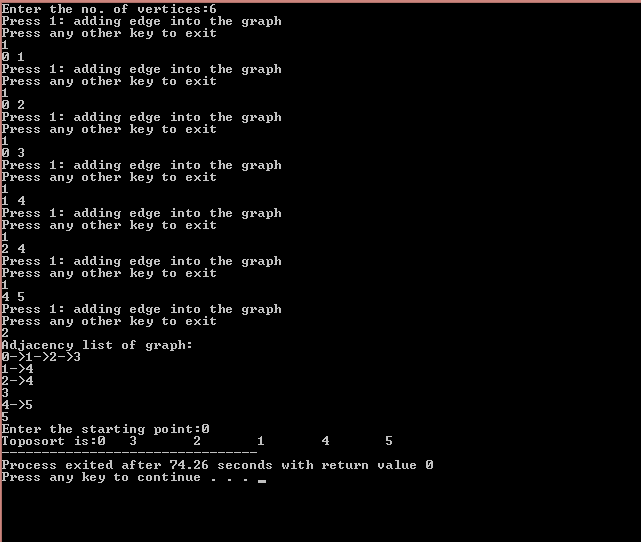 Enter the no. of vertices:6
Press 1: adding edge into the graph
Press any other key to exit
1
0 1
Press 1: adding edge into the graph
Press any other key to exit
1
0 2
Press 1: adding edge into the graph
Press any other key to exit
1
0 3
Press 1: adding edge into the graph
Press any other key to exit
1
1 4
Press 1: adding edge into the graph
Press any other key to exit
1
2 4
Press 1: adding edge into the graph
Press any other key to exit
1
4 5
Press 1: adding edge into the graph
Press any other key to exit
2
Adjacency list of graph:
0->1->2->3
1->4
2->4
3
4->5
5
Enter the starting point:0
Toposort is:0   3       2       1       4       5
--------------------------------
Process exited after 74.26 seconds with return value 0
Press any key to continue . . . _